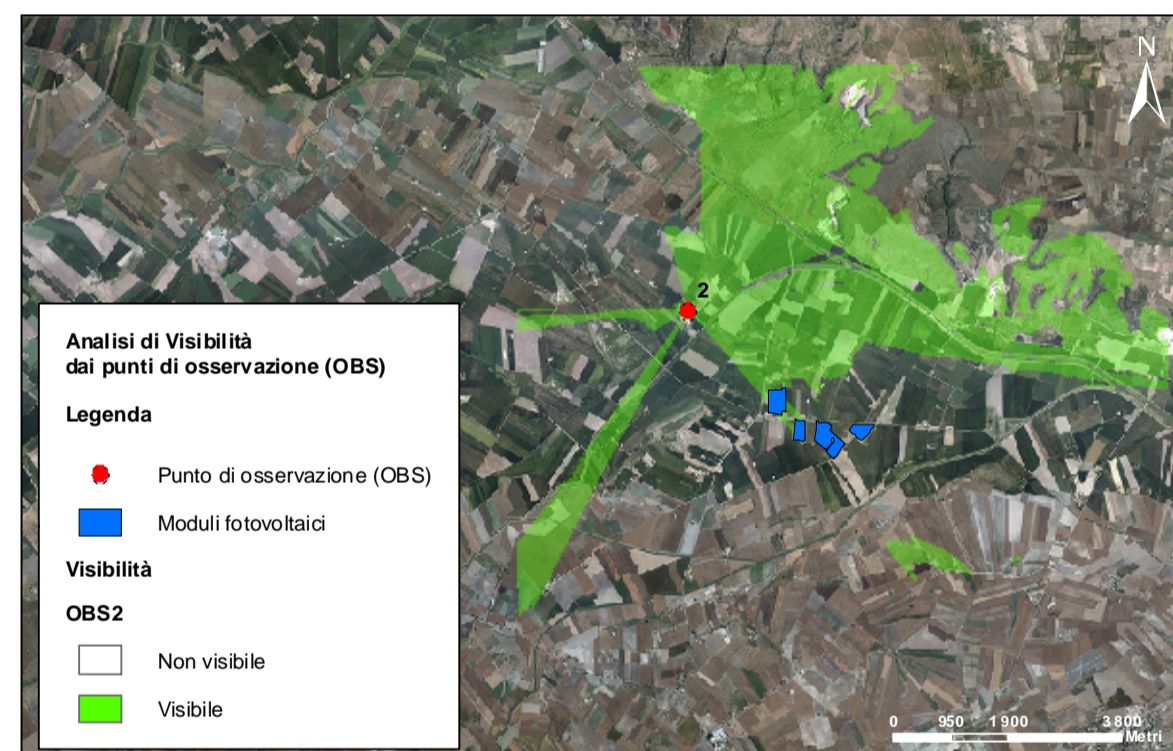 N
2
Analisi di Visibilità
dai punti di osservazione (OBS)
Legenda
Punto di osservazione (OBS)
Moduli fotovoltaici
Visibilità
OBS2
Non visibile
Visibile
0 950 1 900 3 800
Metri